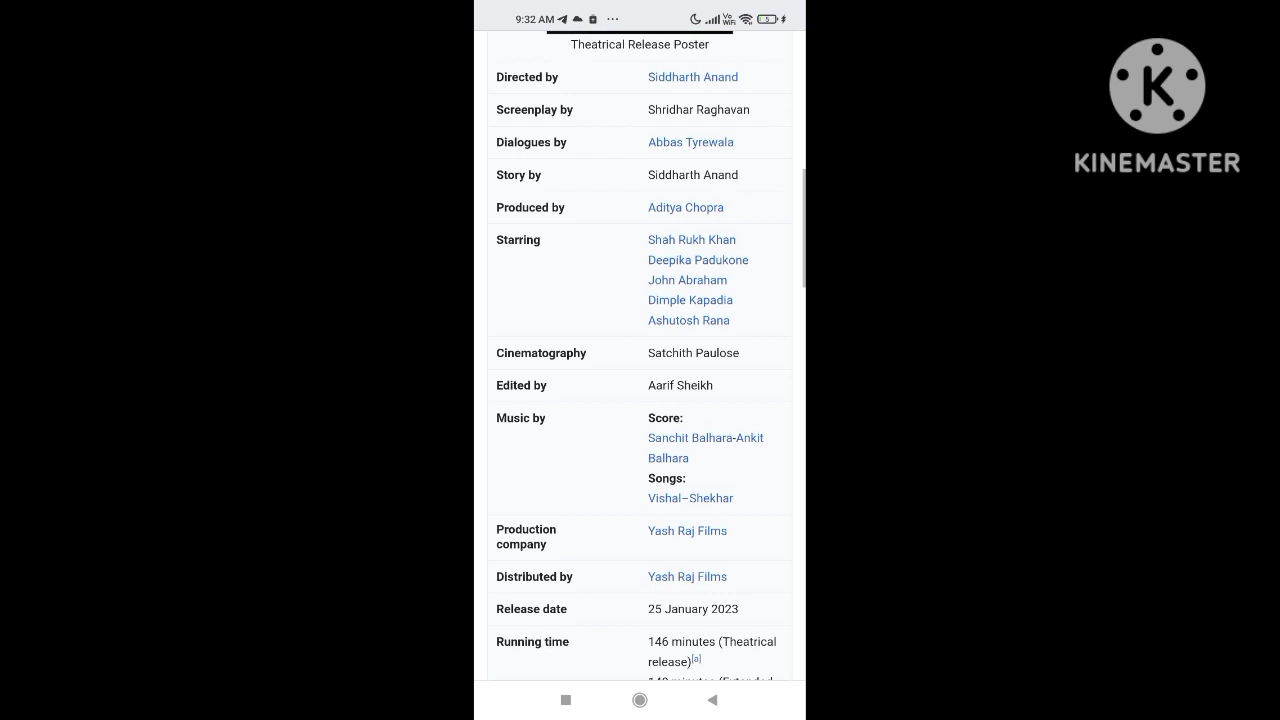 9:32 AM
Vo
WiFi
5
Theatrical Release Poster
Directed by Siddharth Anand
Screenplay by Shridhar Raghavan
Dialogues by Abbas Tyrewala
Story by Siddharth Anand
Produced by Aditya Chopra
Starring Shah Rukh Khan
Deepika Padukone
John Abraham
Dimple Kapadia
Ashutosh Rana
Cinematography Satchith Paulose
Edited by Aarif Sheikh
Music by Score:
Sanchit Balhara-Ankit
Balhara
Songs:
Vishal–Shekhar
Production
company Yash Raj Films
Distributed by Yash Raj Films
Release date 25 January 2023
Running time 146 minutes (Theatrical
release)[a]
K
KINEMASTER